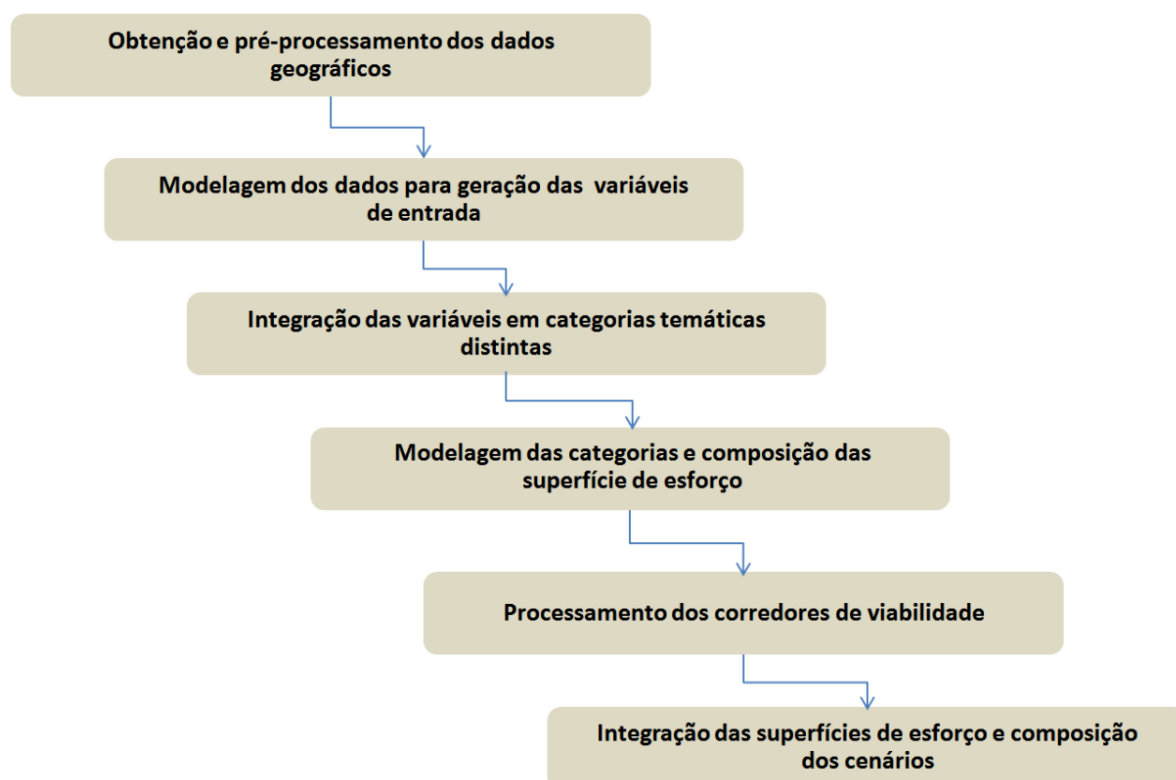 Obtenção e pré-processamento dos dados
geográficos
Modelagem dos dados para geração das variáveis
de entrada
Integração das variáveis em categorias temáticas
distintas
Modelagem das categorias e composição das
superfície de esforço
Processamento dos corredores de viabilidade
Integração das superfícies de esforço e composição
dos cenários